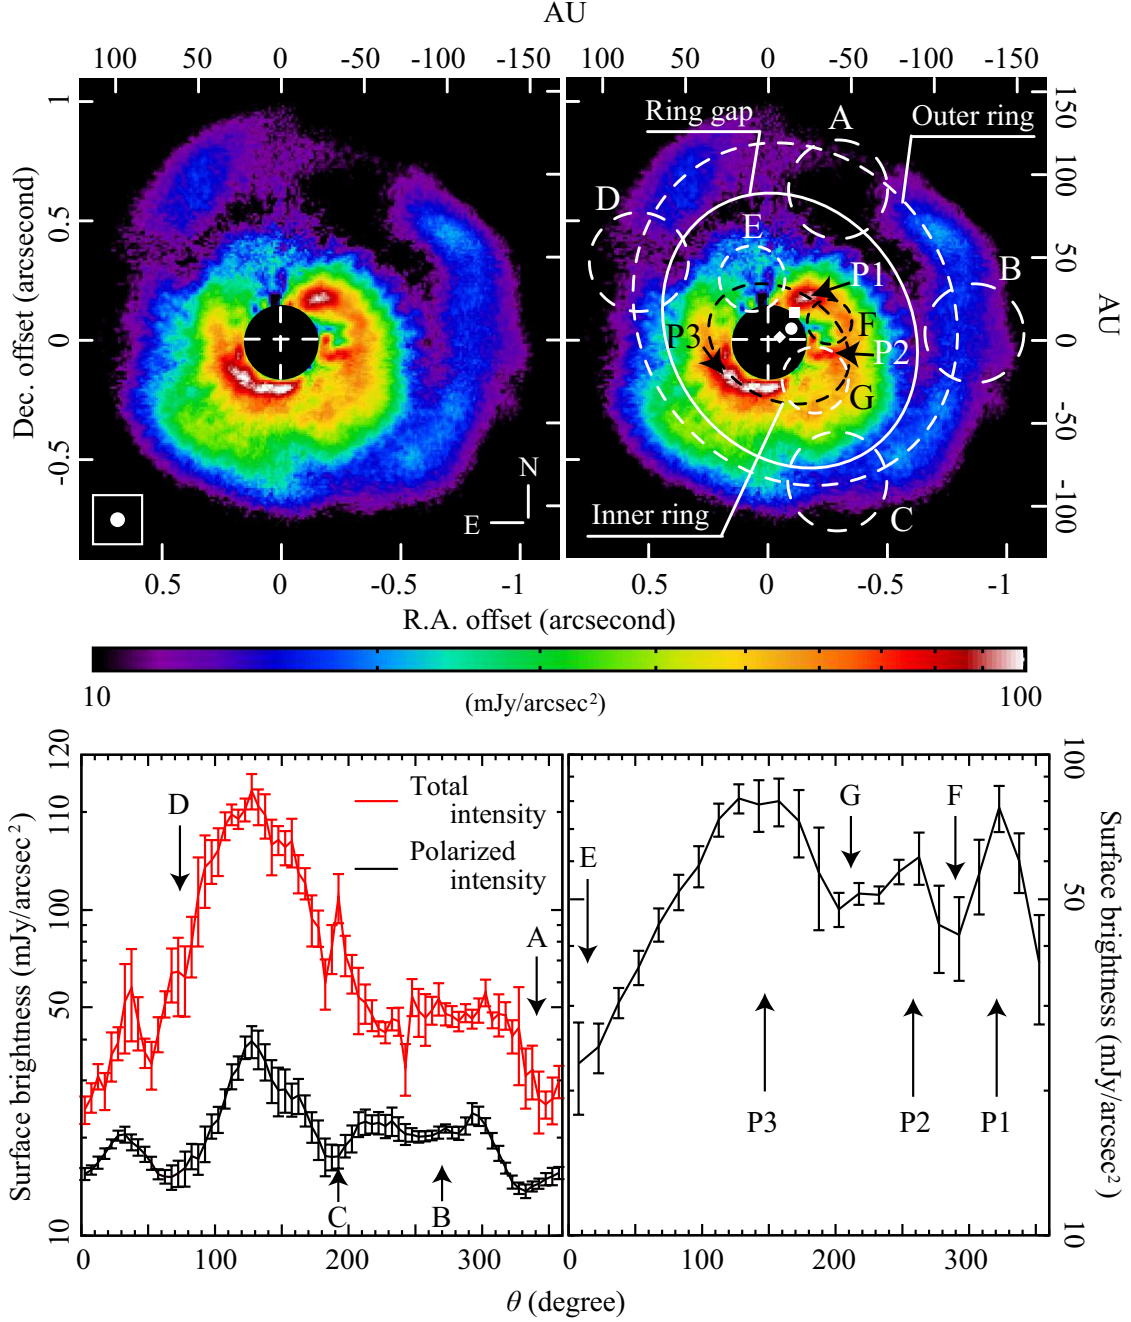 AU
100 50 0 -50 -100 -150
100 50 0 -50 -100 -150
1 0.5 0 -0.5
Dec. offset (arcsecond)
N
E
0.5 0 -0.5 -1
Ring gap
Outer ring
A
D
E
B
P1
F
P3
P2
G
Inner ring
C
150 100 50 0 -50 -100
AU
0.5 0 -0.5 -1
R.A. offset (arcsecond)
10 (mJy/arcsec2) 100
120 110 100 50 10
Surface brightness (mJy/arcsec2)
D
Total
intensity
Polarized
intensity
A
C
B
0 100 200 300
E
G
F
P3
P2
P1
100 50 10
Surface brightness (mJy/arcsec2)
0 100 200 300
θ (degree)